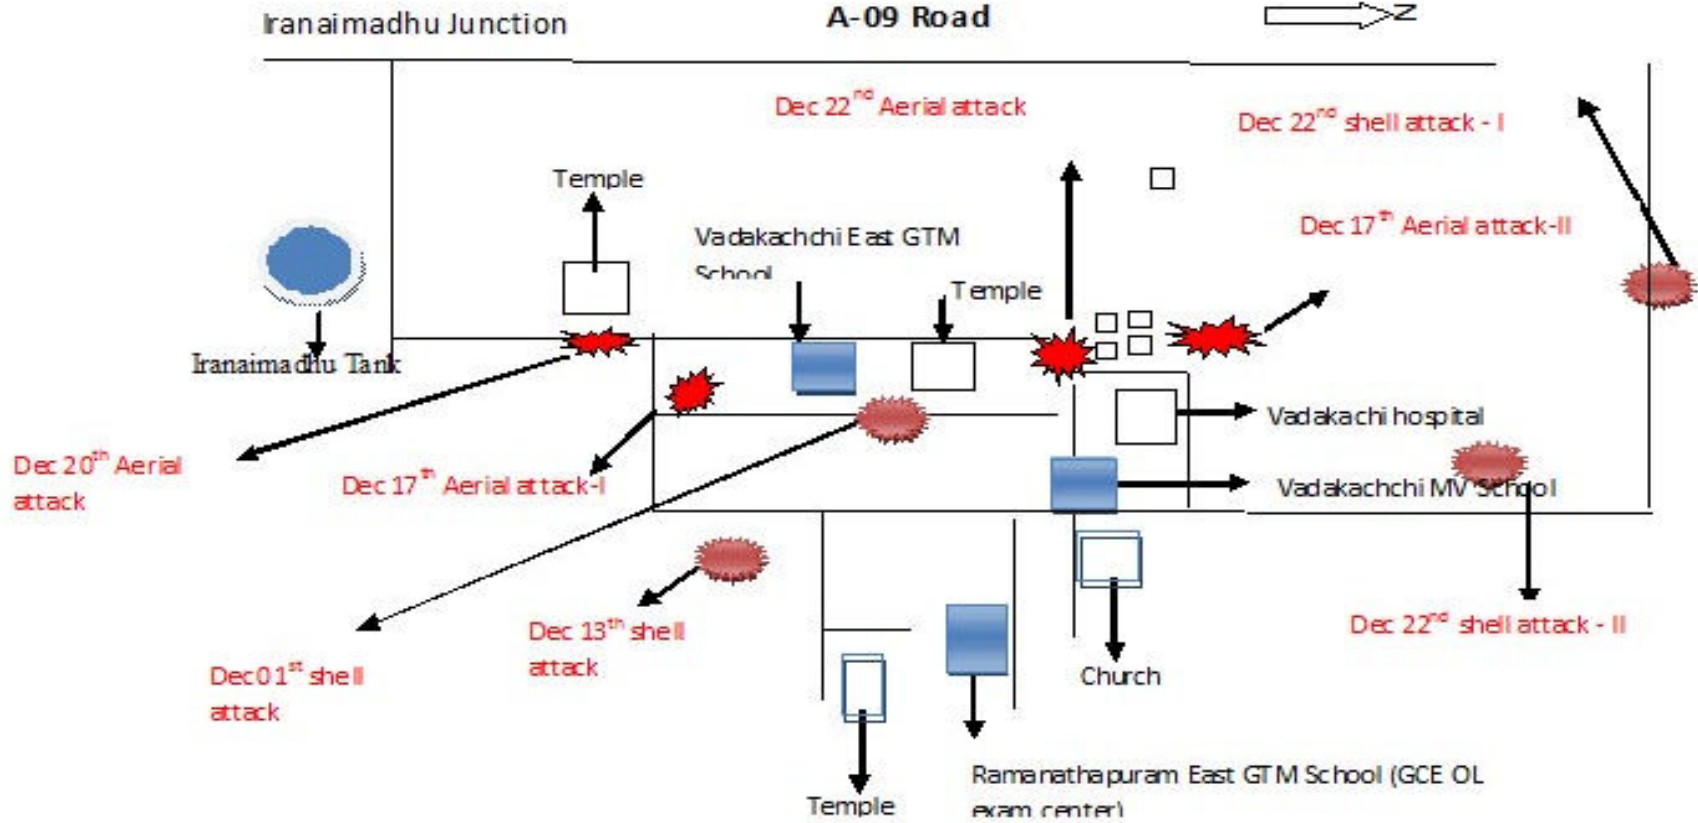 Iranaimadhu Junction
A-09 Road
N
Dec 22nd Aerial attack
Dec 22nd shell attack - I
Temple
Dec 17th Aerial attack-II
Vadakachchi East GTM
School
Temple
Iranaimadhu Tank
Vadakachi hospital
Dec 20th Aerial
attack
Dec 17th Aerial attack-I
Vadakachchi MV School
Dec 13th shell
attack
Dec 22nd shell attack - II
Dec01st shell
attack
Church
Ramanathapuram East GTM School (GCE OL
exam center)
Temple